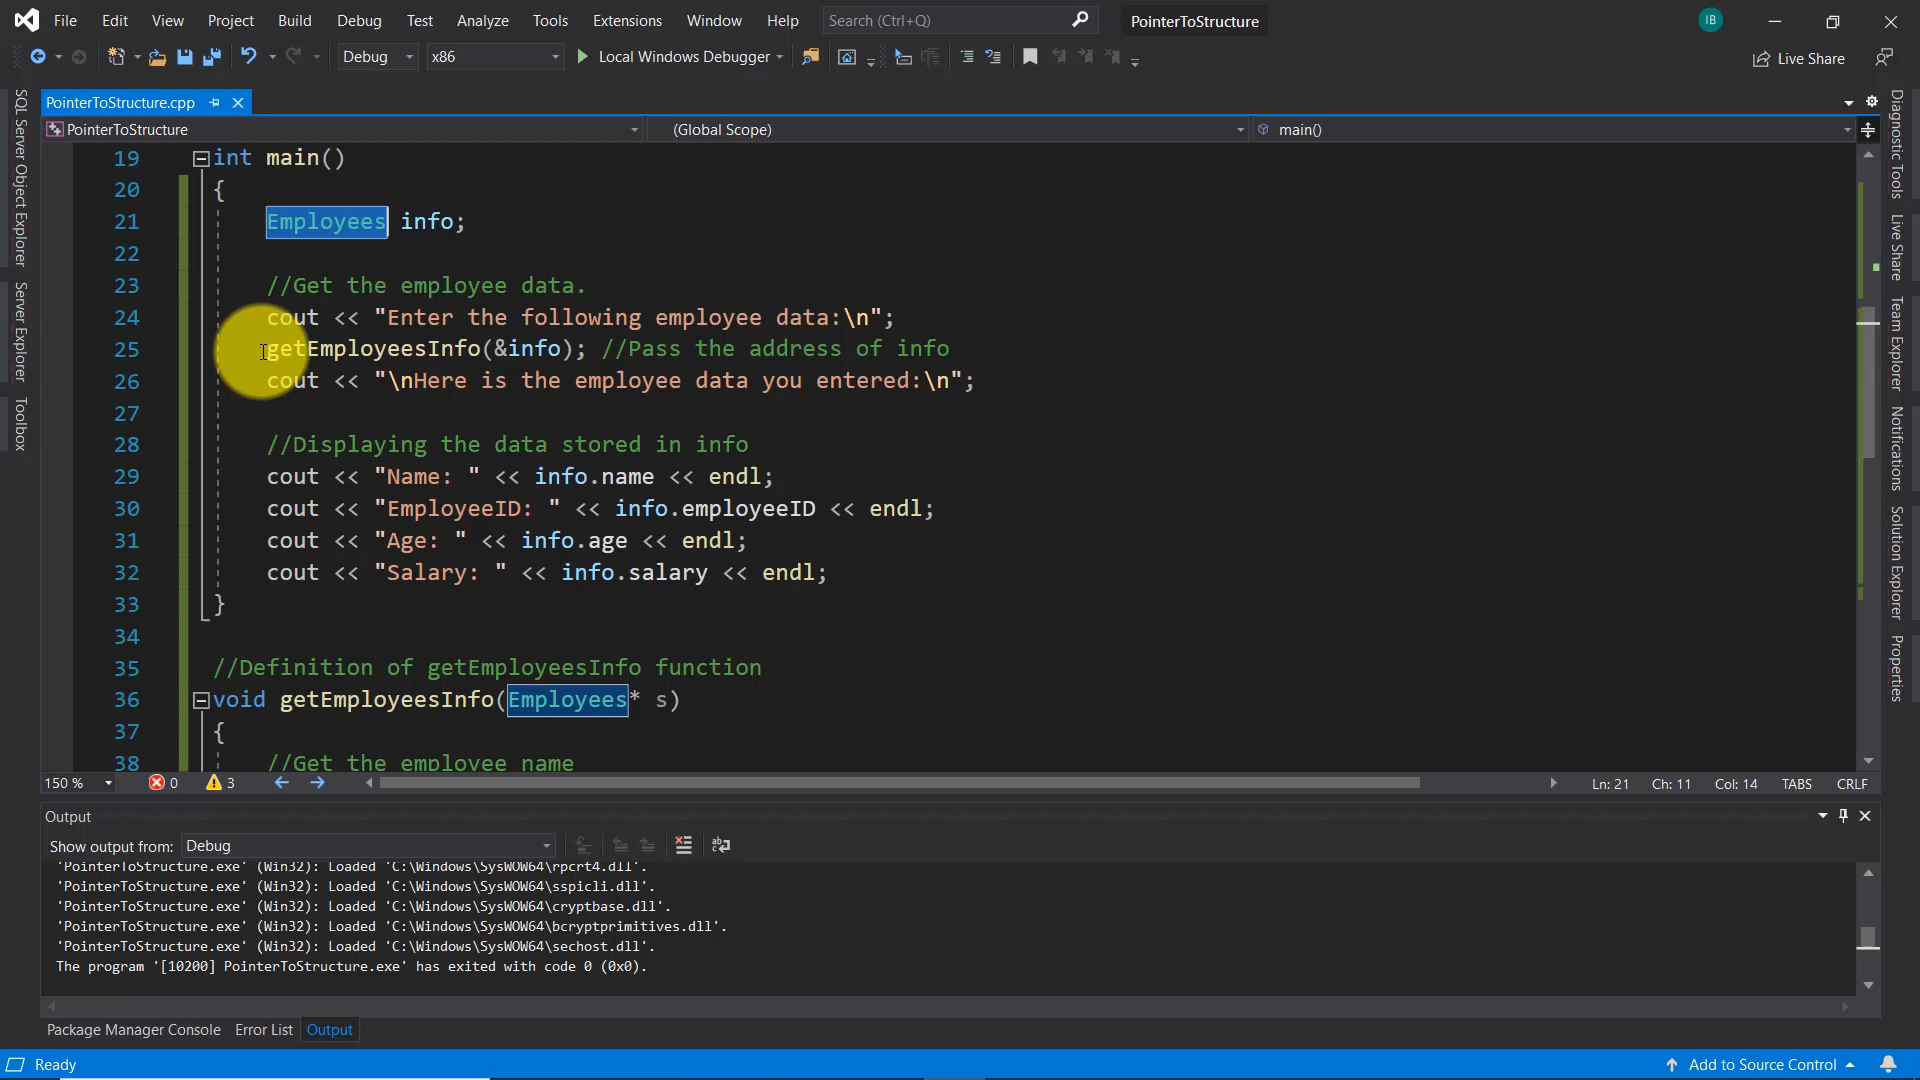 File Edit View Project Build Debug Test Analyze Tools Extensions Window Help Search (Ctrl+Q) PointerToStructure IB
Debug x86 Local Windows Debugger Live Share
PointerToStructure.cpp
PointerToStructure (Global Scope) main()
19 int main()
20 {
21 Employees info;
22
23 //Get the employee data.
24 cout << "Enter the following employee data:\n";
25 getEmployeesInfo(&info); //Pass the address of info
26 cout << "\nHere is the employee data you entered:\n";
27
28 //Displaying the data stored in info
29 cout << "Name: " << info.name << endl;
30 cout << "EmployeeID: " << info.employeeID << endl;
31 cout << "Age: " << info.age << endl;
32 cout << "Salary: " << info.salary << endl;
33 }
34
35 //Definition of getEmployeesInfo function
36 void getEmployeesInfo(Employees* s)
37 {
38 //Get the employee name
150 % 0 3 Ln: 21 Ch: 11 Col: 14 TABS CRLF
Output
Show output from: Debug
'PointerToStructure.exe' (Win32): Loaded 'C:\Windows\SysWOW64\rpcrt4.dll'.
'PointerToStructure.exe' (Win32): Loaded 'C:\Windows\SysWOW64\sspicli.dll'.
'PointerToStructure.exe' (Win32): Loaded 'C:\Windows\SysWOW64\cryptbase.dll'.
'PointerToStructure.exe' (Win32): Loaded 'C:\Windows\SysWOW64\bcryptprimitives.dll'.
'PointerToStructure.exe' (Win32): Loaded 'C:\Windows\SysWOW64\sechost.dll'.
The program '[10200] PointerToStructure.exe' has exited with code 0 (0x0).
Package Manager Console Error List Output
Ready Add to Source Control
SQL Server Object Explorer
Server Explorer
Toolbox
Diagnostic Tools
Live Share
Team Explorer
Notifications
Solution Explorer
Properties